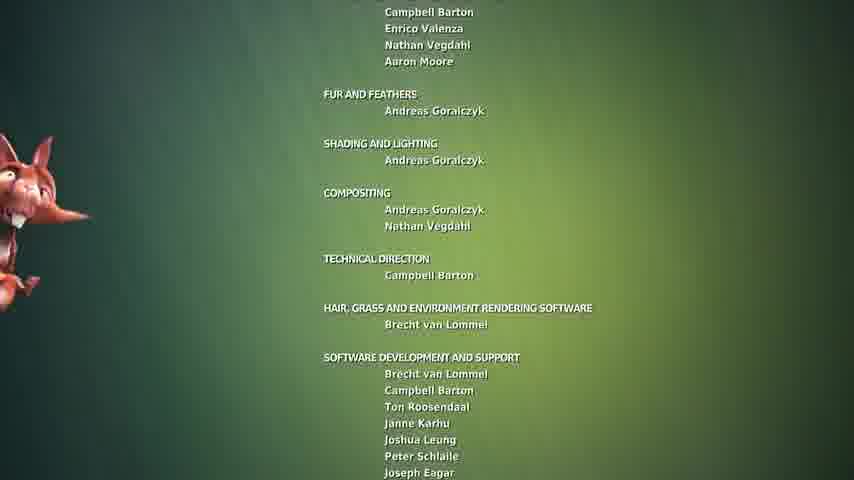 Campbell Barton
Enrico Valenza
Nathan Vegdahl
Aaron Moore
FUR AND FEATHERS
Andreas Goralczyk
SHADING AND LIGHTING
Andreas Goralczyk
COMPOSITING
Andreas Goralczyk
Nathan Vegdahl
TECHNICAL DIRECTION
Campbell Barton
HAIR, GRASS AND ENVIRONMENT RENDERING SOFTWARE
Brecht van Lommel
SOFTWARE DEVELOPMENT AND SUPPORT
Brecht van Lommel
Campbell Barton
Ton Roosendaal
Janne Karhu
Joshua Leung
Peter Schlaile
Joseph Eagar